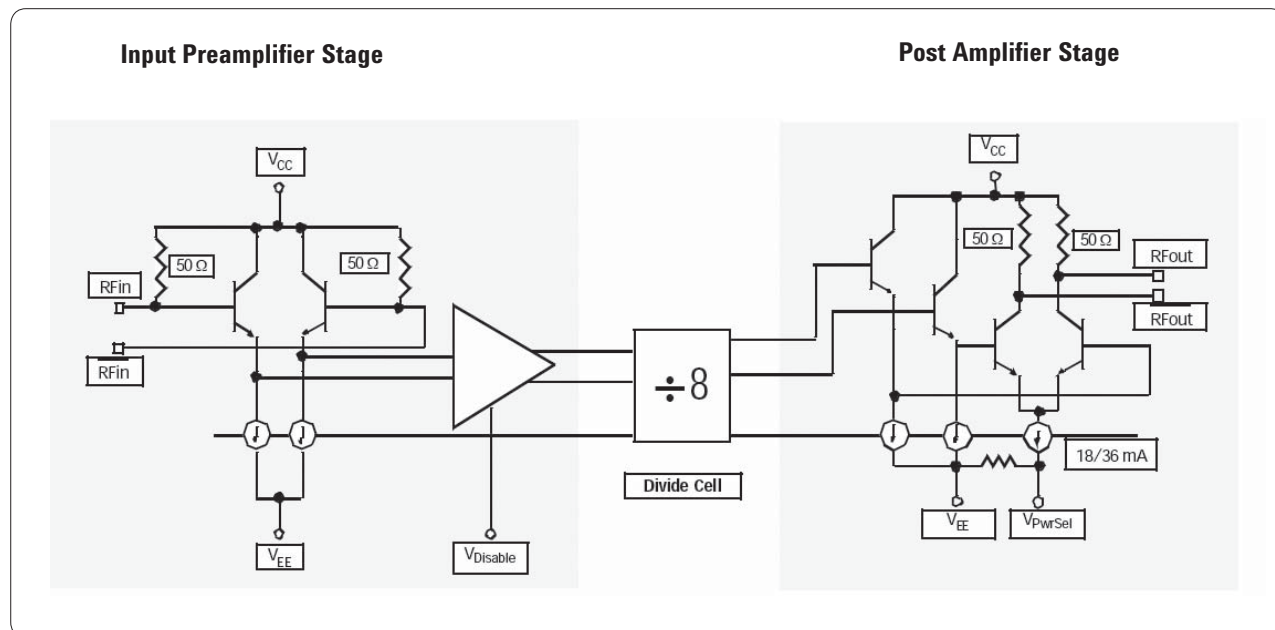 Input Preamplifier Stage
Post Amplifier Stage
VCC
50 Ω
50 Ω
RFin
RFin
VEE
VDisable
÷8
Divide Cell
VCC
50 Ω
50 Ω
RFout
RFout
18/36 mA
VEE
VPwrSel